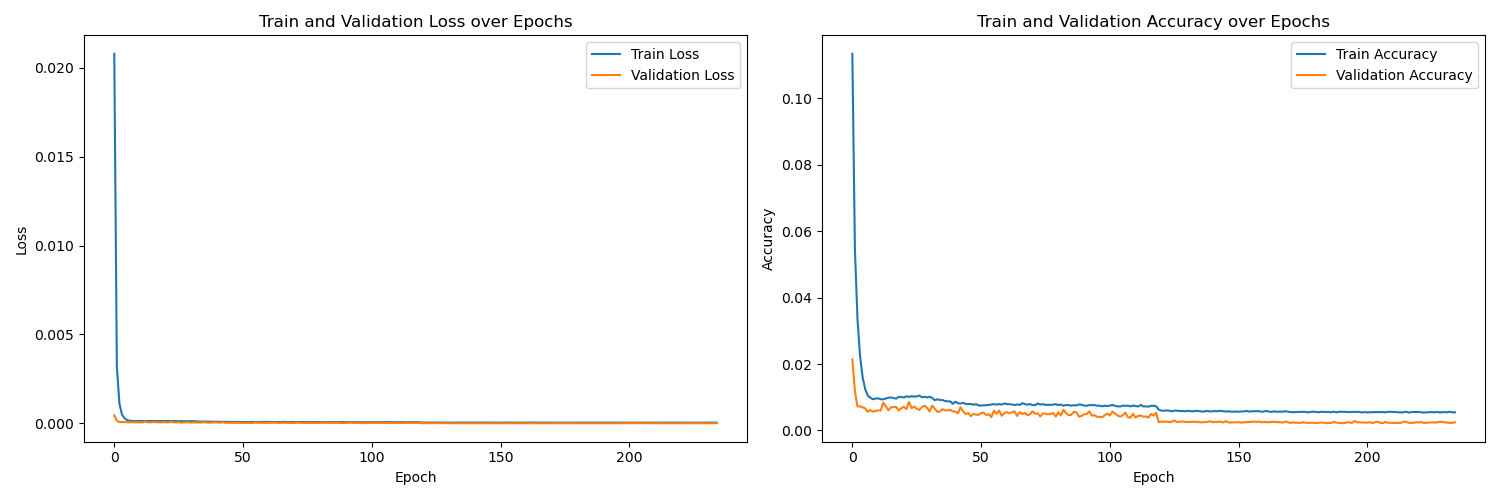 Train and Validation Loss over Epochs
Train Loss
Validation Loss
0.020
0.015
0.010
0.005
0.000
Loss
0
50
100
150
200
Epoch
Train and Validation Accuracy over Epochs
Train Accuracy
Validation Accuracy
0.10
0.08
0.06
0.04
0.02
0.00
Accuracy
0
50
100
150
200
Epoch